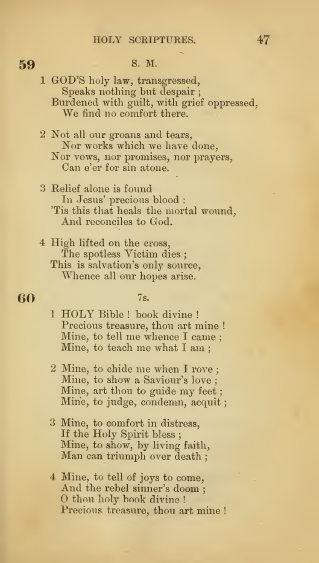 HOLY SCRIPTURES. 47
59 S. M.
1 GOD'S holy law, transgressed,
Speaks nothing but despair ;
Burdened with guilt, with grief oppressed,
We find no comfort there.
2 Not all our groans and tears,
Nor works which we have done,
Nor vows, nor promises, nor prayers,
Can e'er for sin atone.
3 Relief alone is found
In Jesus' precious blood :
'Tis this that heals the mortal wound,
And reconciles to God.
4 High lifted on the cross,
The spotless Victim dies ;
This is salvation's only source,
Whence all our hopes arise.
60 7s.
1 HOLY Bible ! book divine !
Precious treasure, thou art mine !
Mine, to tell me whence I came ;
Mine, to teach me what I am ;
2 Mine, to chide me when I rove ;
Mine, to show a Saviour's love ;
Mine, art thou to guide my feet ;
Mine, to judge, condemn, acquit ;
3 Mine, to comfort in distress,
If the Holy Spirit bless ;
Mine, to show, by living faith,
Man can triumph over death ;
4 Mine, to tell of joys to come,
And the rebel sinner's doom ;
O thou holy book divine !
Precious treasure, thou art mine !